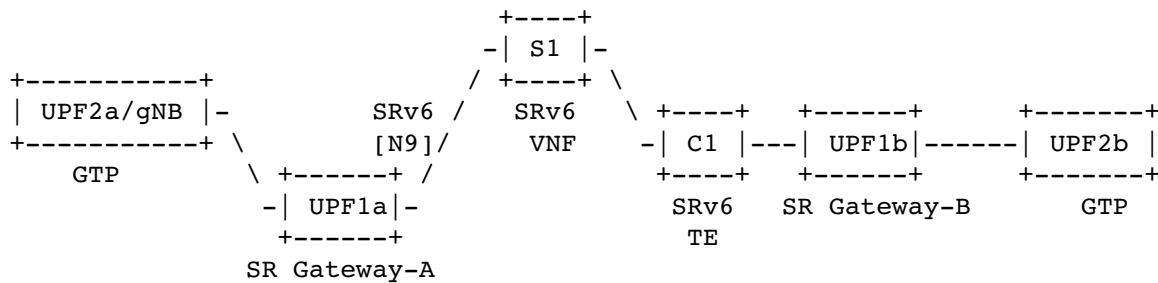 S1
UPF2a/gNB SRv6 SRv6
[N9] VNF C1 UPF1b UPF2b
GTP
UPF1a SRv6 SR Gateway-B GTP
TE
SR Gateway-A